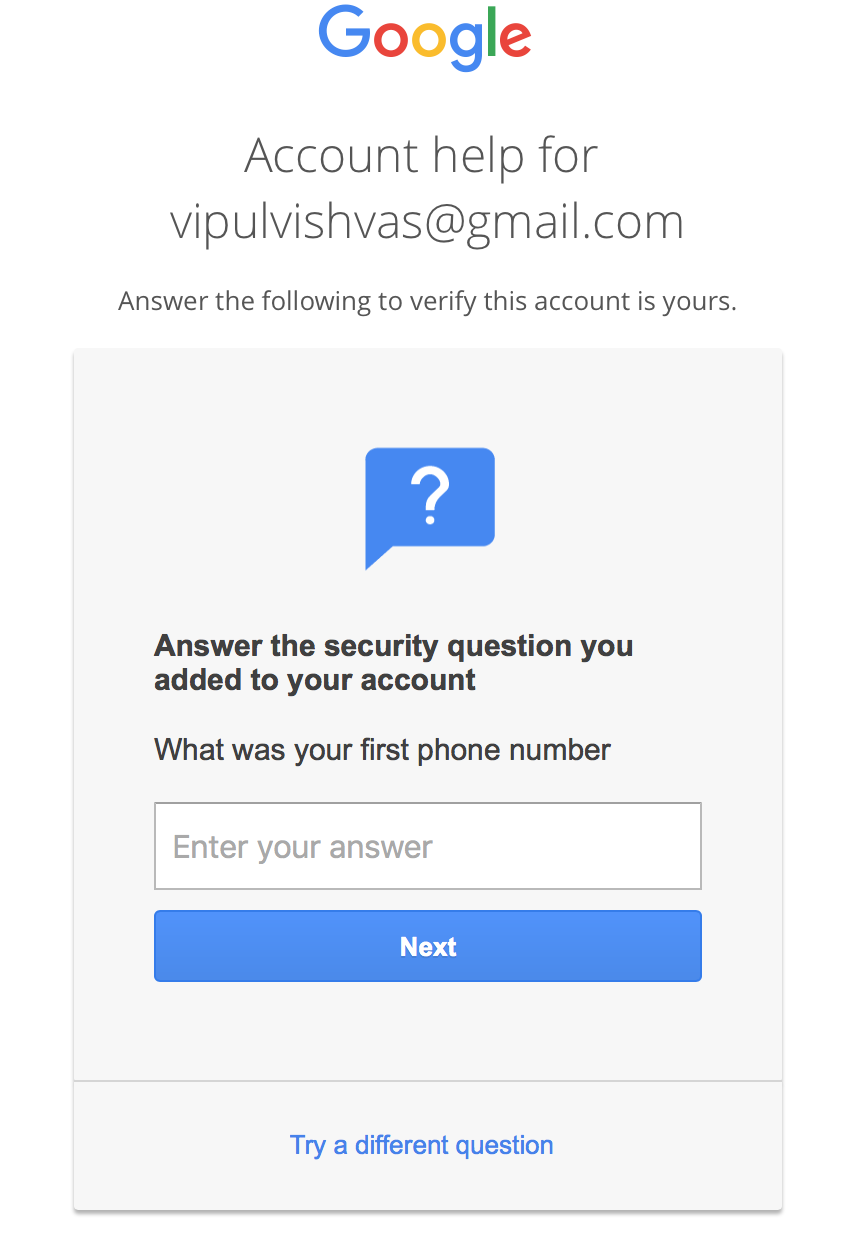 Google
Account help for
vipulvishvas@gmail.com
Answer the following to verify this account is yours.
?
Answer the security question you
added to your account
What was your first phone number
Enter your answer
Next
Try a different question